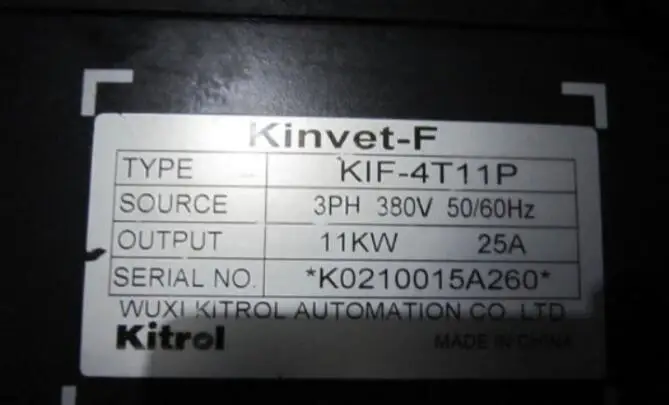 Kinvet-F
TYPE KIF-4T11P
SOURCE 3PH 380V 50/60Hz
OUTPUT 11KW 25A
SERIAL NO. *K0210015A260*
WUXI KITROL AUTOMATION CO. LTD
Kitrol MADE IN CHINA